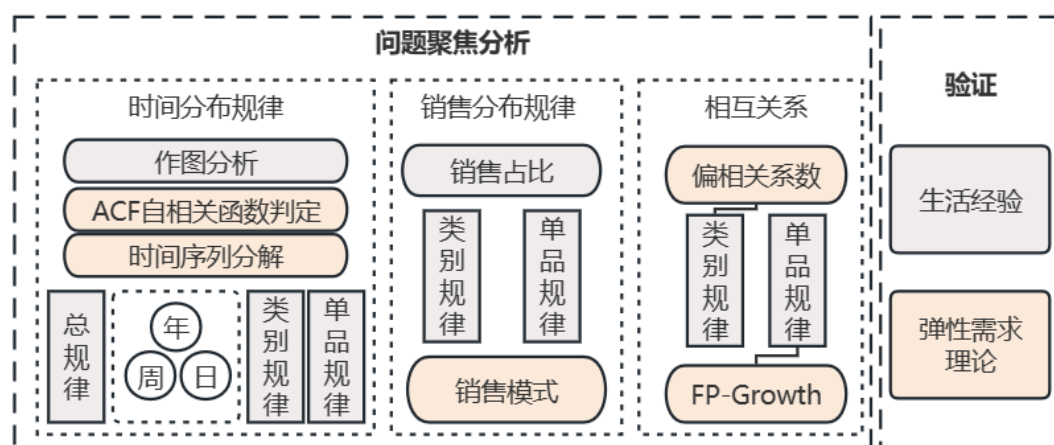 问题聚焦分析
时间分布规律
作图分析
ACF自相关函数判定
时间序列分解
总规律
年
周
日
类别规律
单品规律
销售分布规律
销售占比
类别规律
单品规律
销售模式
相互关系
偏相关系数
类别规律
单品规律
FP-Growth
验证
生活经验
弹性需求
理论